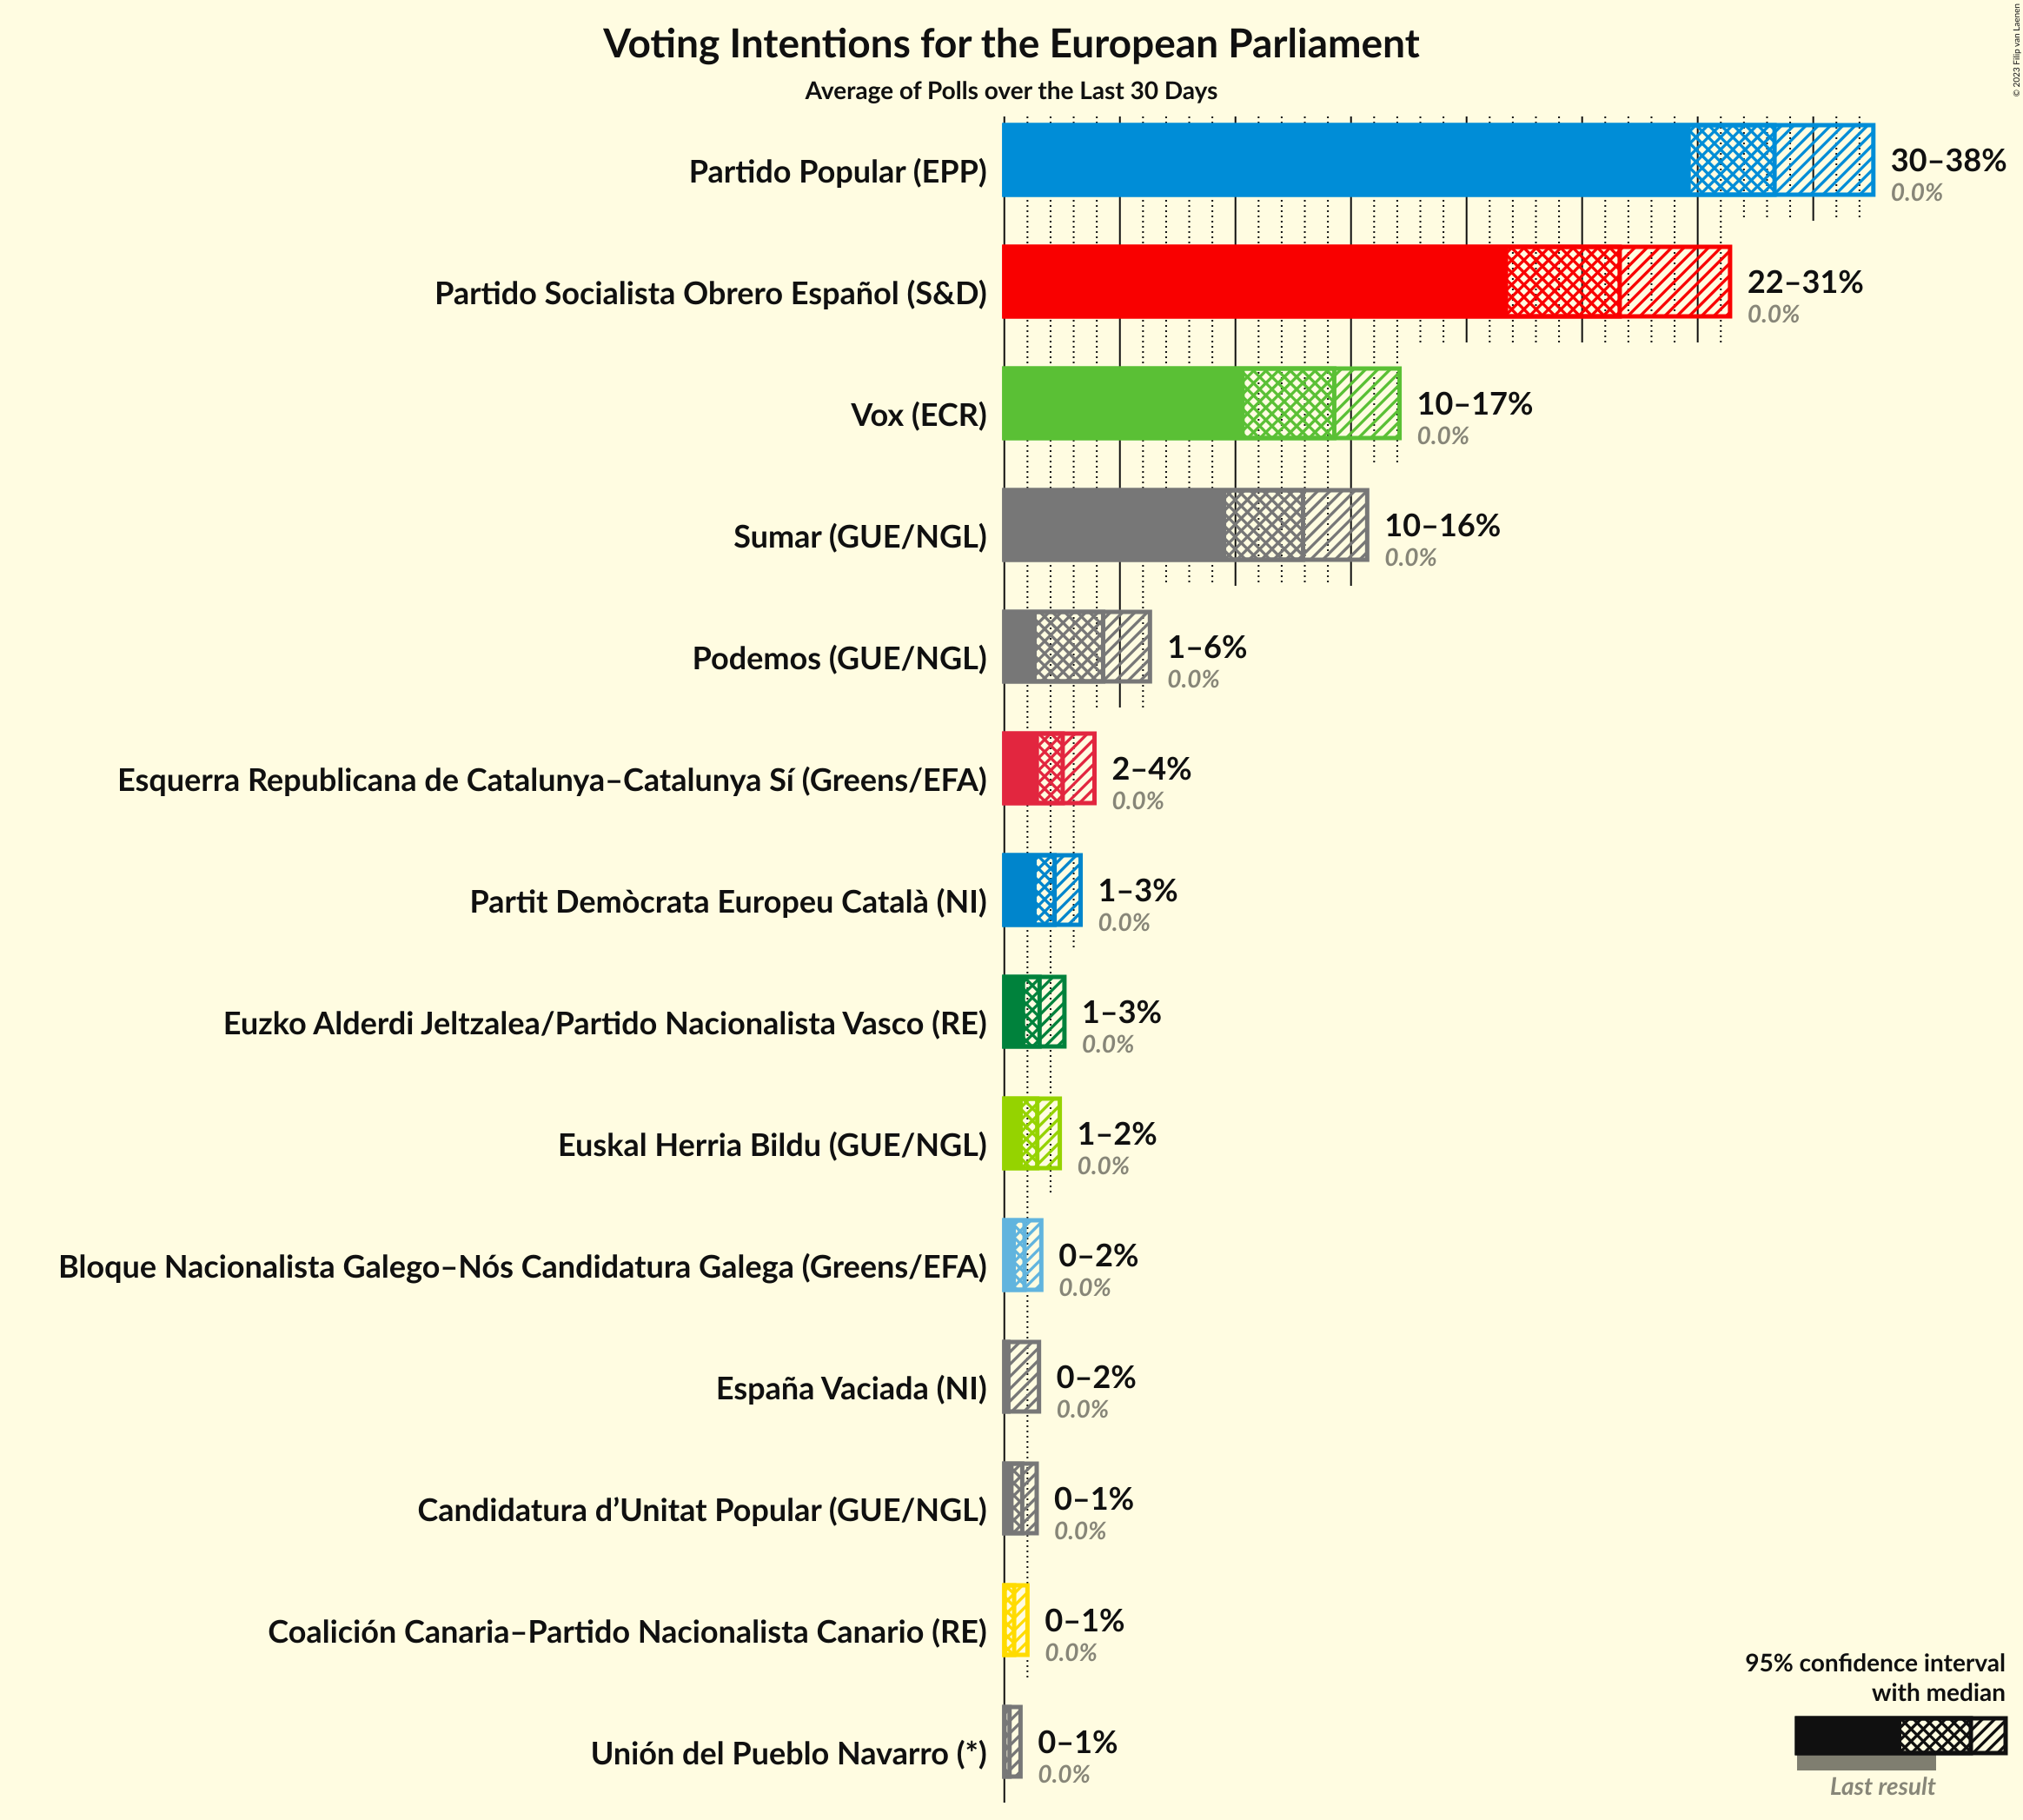 Voting Intentions for the European Parliament
Average of Polls over the Last 30 Days
© 2023 Filip van Laenen
Partido Popular (EPP)
30–38%
0.0%
Partido Socialista Obrero Español (S&D)
22–31%
0.0%
Vox (ECR)
10–17%
0.0%
Sumar (GUE/NGL)
10–16%
0.0%
Podemos (GUE/NGL)
1–6%
0.0%
Esquerra Republicana de Catalunya–Catalunya Sí (Greens/EFA)
2–4%
0.0%
Partit Demòcrata Europeu Català (NI)
1–3%
0.0%
Euzko Alderdi Jeltzalea/Partido Nacionalista Vasco (RE)
1–3%
0.0%
Euskal Herria Bildu (GUE/NGL)
1–2%
0.0%
Bloque Nacionalista Galego–Nós Candidatura Galega (Greens/EFA)
0–2%
0.0%
España Vaciada (NI)
0–2%
0.0%
Candidatura d’Unitat Popular (GUE/NGL)
0–1%
0.0%
Coalición Canaria–Partido Nacionalista Canario (RE)
0–1%
0.0%
Unión del Pueblo Navarro (*)
0–1%
0.0%
95% confidence interval
with median
Last result